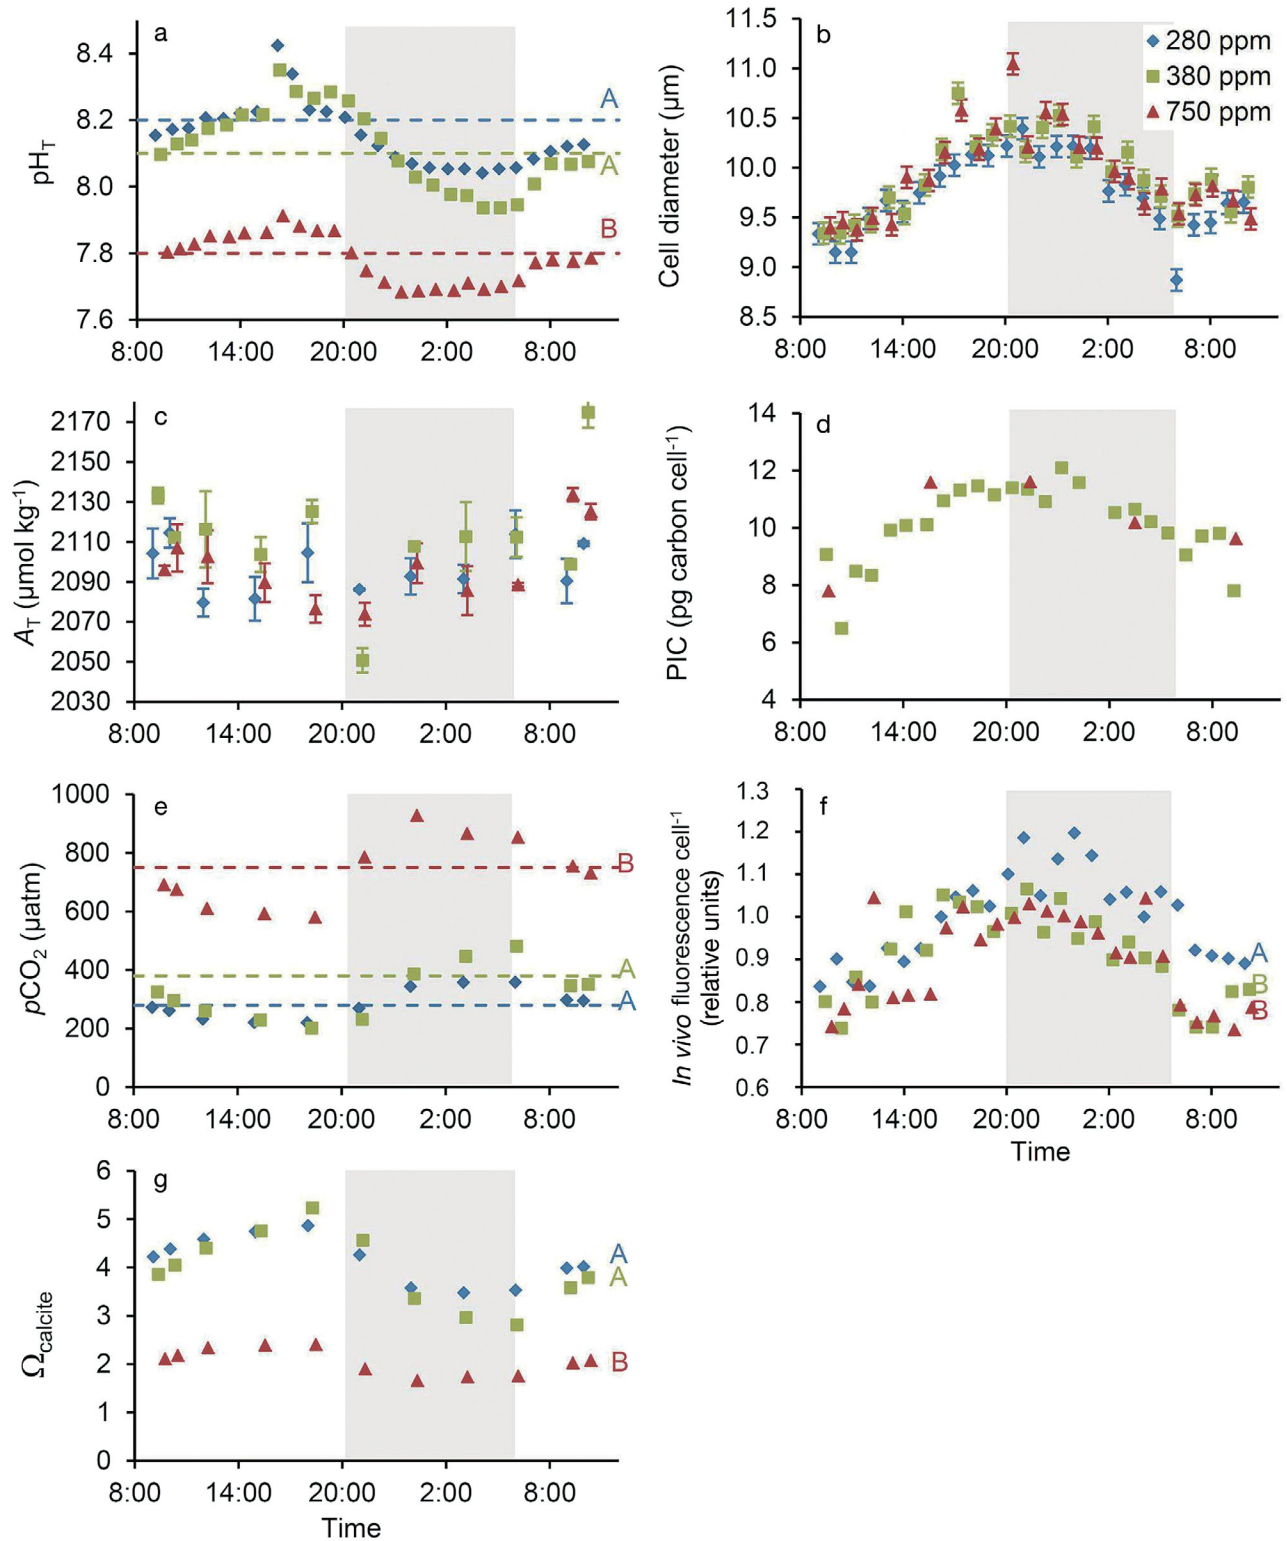 a
pH_T
8.4
8.2
8.0
7.8
7.6
A
A
B
8:00 14:00 20:00 2:00 8:00
b
Cell diameter (µm)
11.5
11.0
10.5
10.0
9.5
9.0
8.5
280 ppm
380 ppm
750 ppm
8:00 14:00 20:00 2:00 8:00
c
A_T (µmol kg⁻¹)
2170
2150
2130
2110
2090
2070
2050
2030
8:00 14:00 20:00 2:00 8:00
d
PIC (pg carbon cell⁻¹)
14
12
10
8
6
4
8:00 14:00 20:00 2:00 8:00
e
pCO₂ (µatm)
1000
800
600
400
200
0
B
A
A
8:00 14:00 20:00 2:00 8:00
f
In vivo fluorescence cell⁻¹
(relative units)
1.3
1.2
1.1
1.0
0.9
0.8
0.7
0.6
A
B
B
8:00 14:00 20:00 2:00 8:00
Time
g
Ω_calcite
6
5
4
3
2
1
0
A
A
B
8:00 14:00 20:00 2:00 8:00
Time